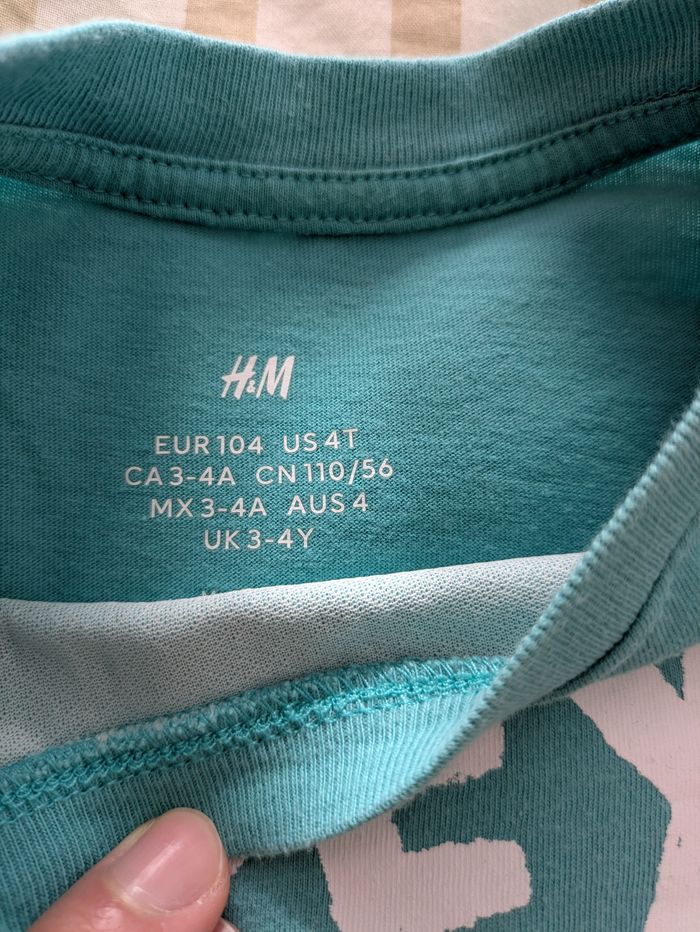 H&M
EUR 104 US 4T
CA 3-4A CN 110/56
MX 3-4A AUS 4
UK 3-4Y